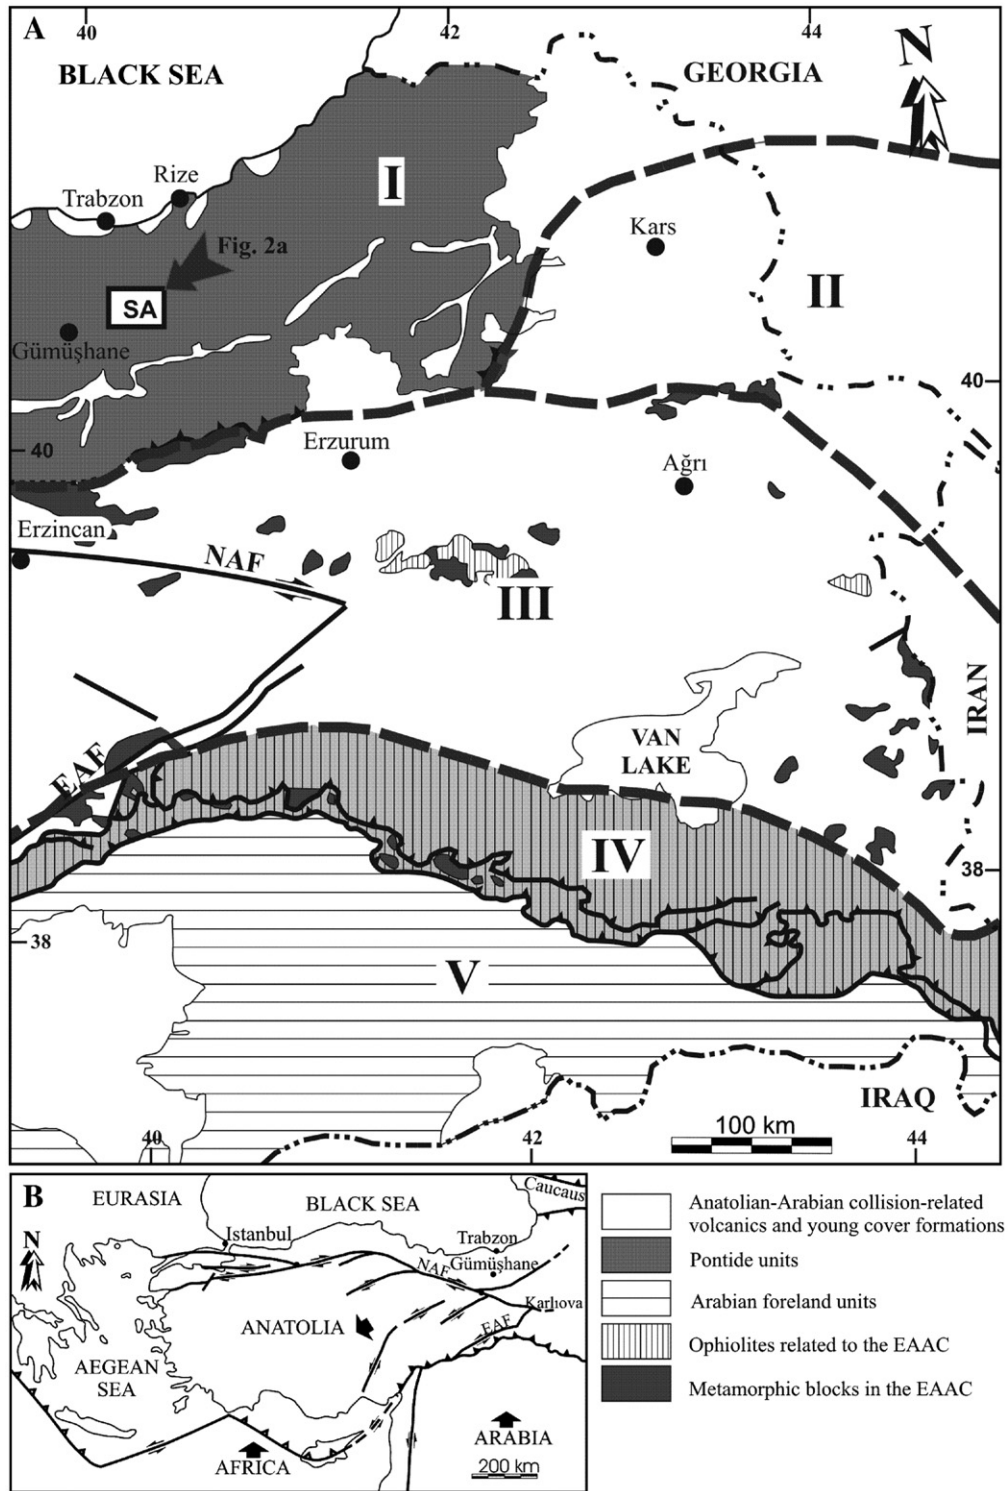 A
40
42
44
BLACK SEA
GEORGIA
N
Rize
Trabzon
I
Kars
Fig. 2a
II
SA
Gümüşhane
40
40
Erzurum
Ağrı
Erzincan
NAF
III
IRAN
VAN
LAKE
EAF
IV
38
38
V
IRAQ
100 km
40
42
44
B
EURASIA
BLACK SEA
Caucaus
N
Istanbul
Trabzon
NAF
Gümüşhane
Karlıova
ANATOLIA
EAF
AEGEAN
SEA
ARABIA
AFRICA
200 km
Anatolian-Arabian collision-related
volcanics and young cover formations
Pontide units
Arabian foreland units
Ophiolites related to the EAAC
Metamorphic blocks in the EAAC